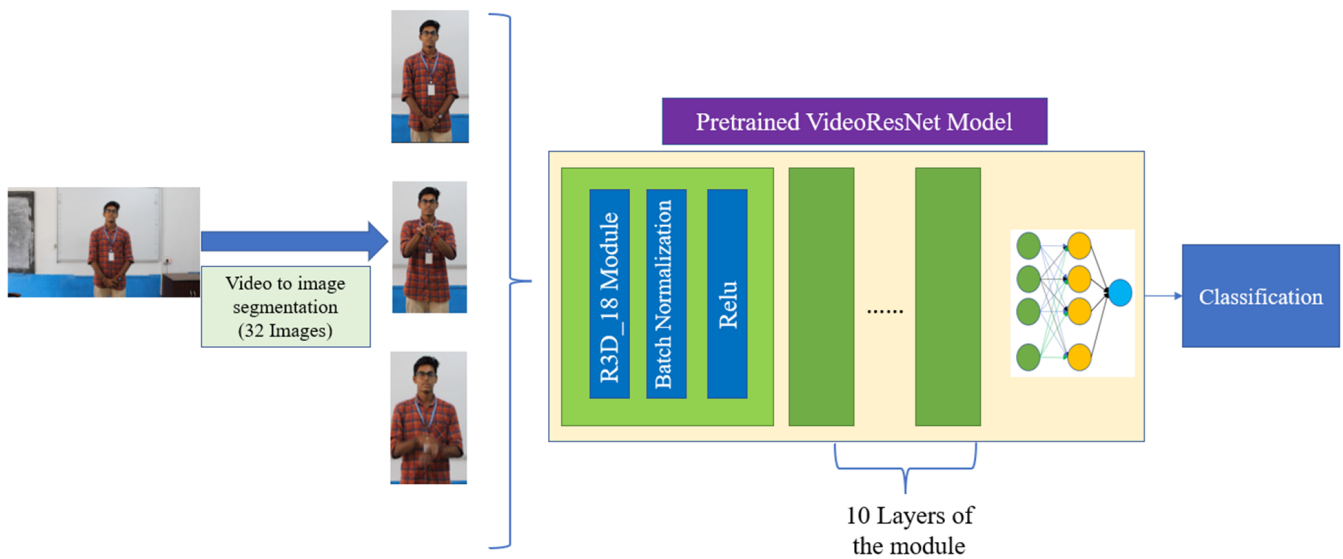 Video to image
segmentation
(32 Images)
Pretrained VideoResNet Model
R3D_18 Module
Batch Normalization
Relu
......
Classification
10 Layers of
the module